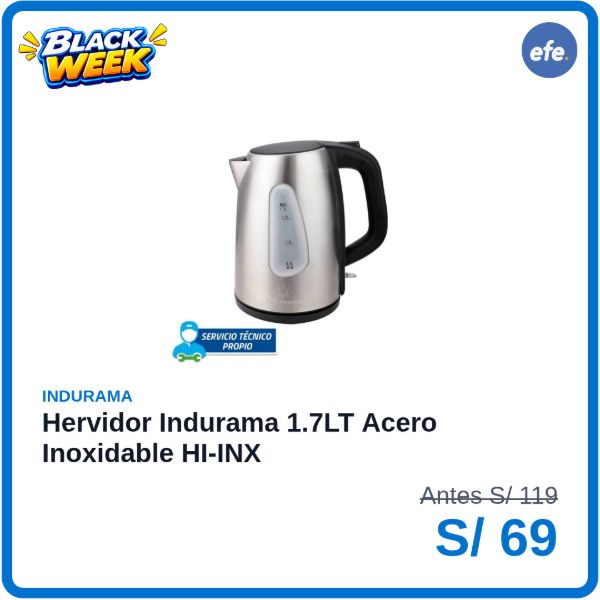 BLACK
WEEK
efe.
SERVICIO TÉCNICO
PROPIO
INDURAMA
Hervidor Indurama 1.7LT Acero
Inoxidable HI-INX
Antes S/ 119
S/ 69